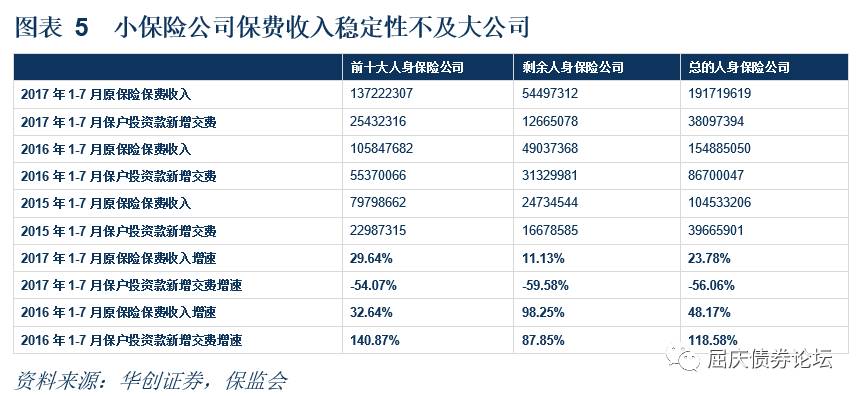 图表 5 小保险公司保费收入稳定性不及大公司
前十大人身保险公司 剩余人身保险公司 总的人身保险公司
2017 年 1-7 月原保险保费收入 137222307 54497312 191719619
2017 年 1-7 月保户投资款新增交费 25432316 12665078 38097394
2016 年 1-7 月原保险保费收入 105847682 49037368 154885050
2016 年 1-7 月保户投资款新增交费 55370066 31329981 86700047
2015 年 1-7 月原保险保费收入 79798662 24734544 104533206
2015 年 1-7 月保户投资款新增交费 22987315 16678585 39665901
2017 年 1-7 月原保险保费收入增速 29.64% 11.13% 23.78%
2017 年 1-7 月保户投资款新增交费增速 -54.07% -59.58% -56.06%
2016 年 1-7 月原保险保费收入增速 32.64% 98.25% 48.17%
2016 年 1-7 月保户投资款新增交费增速 140.87% 87.85% 118.58%
资料来源：华创证券，保监会
屈庆债券论坛